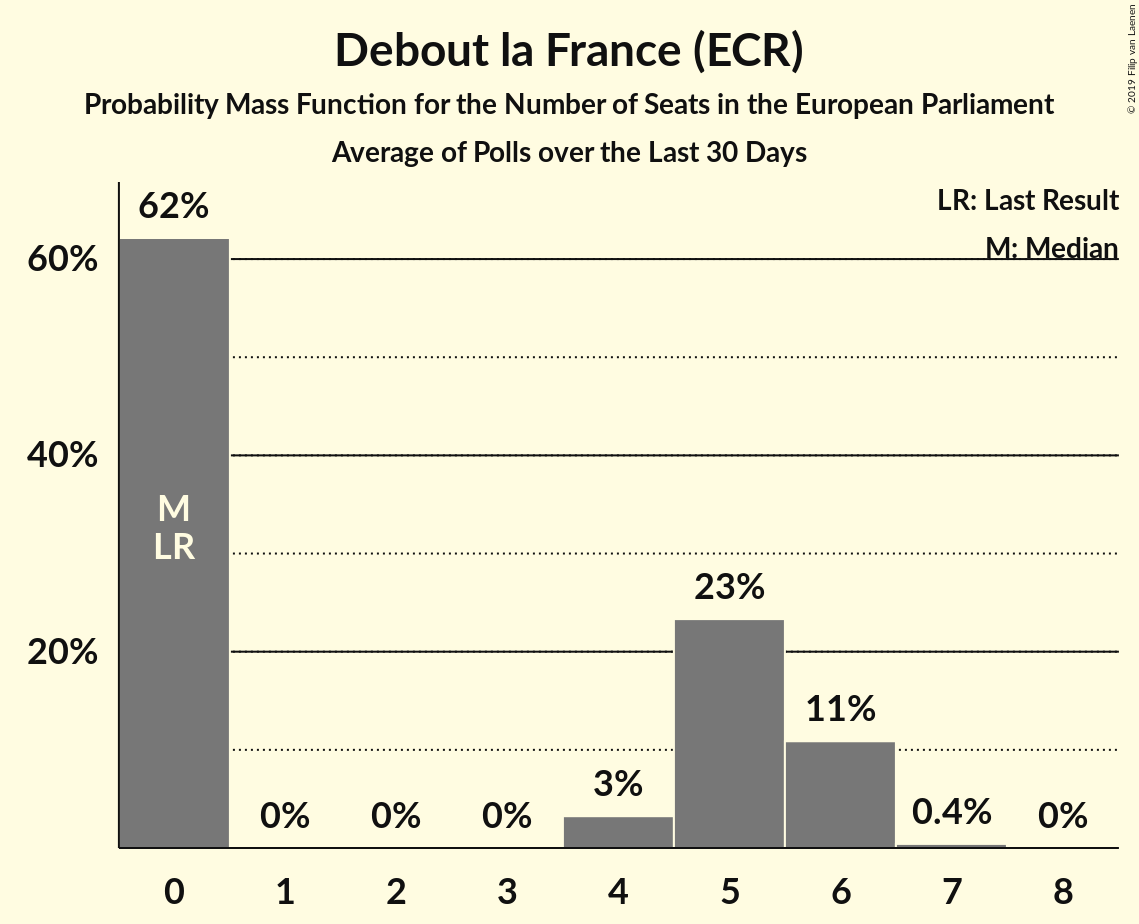 Debout la France (ECR)
Probability Mass Function for the Number of Seats in the European Parliament
Average of Polls over the Last 30 Days
© 2019 Filip van Laenen
LR: Last Result
M: Median
62%
60%
40%
20%
M
LR
0%
0%
0%
3%
23%
11%
0.4%
0%
0 1 2 3 4 5 6 7 8